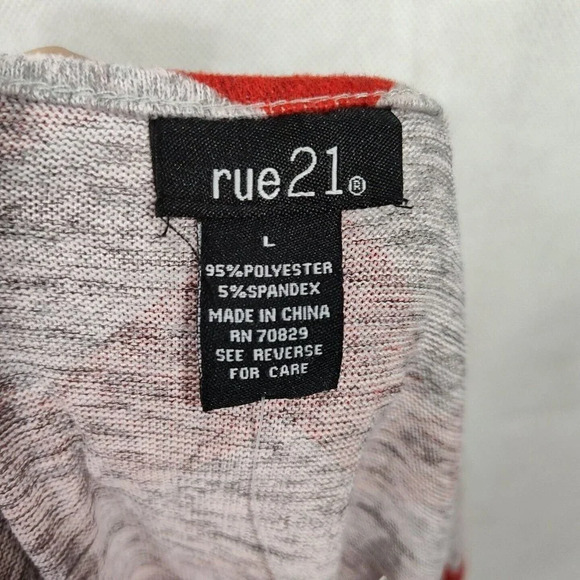 rue21®
L
95%POLYESTER
5%SPANDEX
MADE IN CHINA
RN 70829
SEE REVERSE
FOR CARE